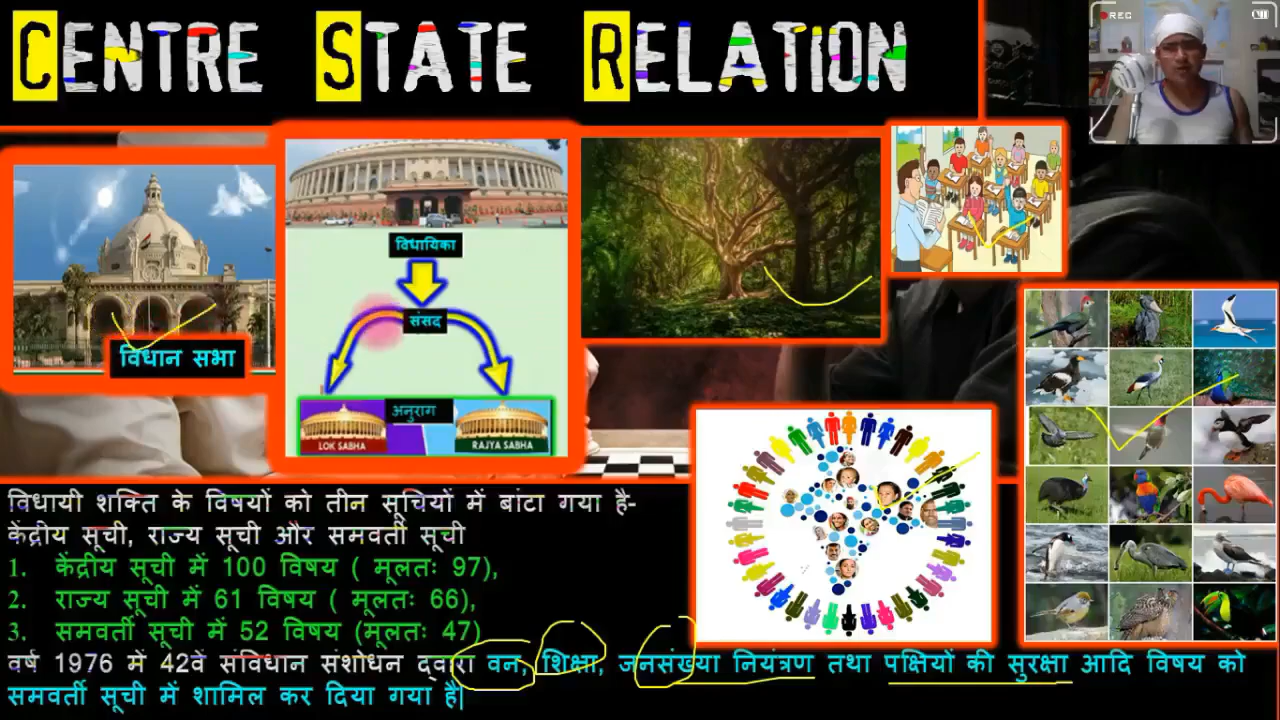 CENTRE STATE RELATION
REC
विधायिका
संसद
विधान सभा
अनुराग
LOK SABHA
RAJYA SABHA
विधायी शक्ति के विषयों को तीन सूचियों में बांटा गया है-
केंद्रीय सूची, राज्य सूची और समवर्ती सूची
1. केंद्रीय सूची में 100 विषय ( मूलतः 97),
2. राज्य सूची में 61 विषय ( मूलतः 66),
3. समवर्ती सूची में 52 विषय (मूलतः 47)
वर्ष 1976 में 42वें संविधान संशोधन द्वारा वन, शिक्षा, जनसंख्या नियंत्रण तथा पक्षियों की सुरक्षा आदि विषय को
समवर्ती सूची में शामिल कर दिया गया है|